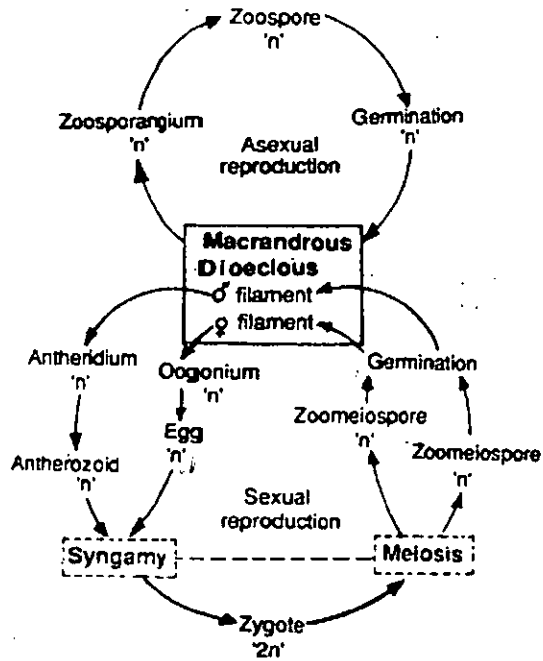 Zoospore
'n'
Zoosporangium
'n'
Germination
'n'
Asexual
reproduction
Macrandrous
Dioecious
♂ filament
♀ filament
Antheridium
'n'
Oogonium
'n'
Germination
Egg
'n'
Zoomeiospore
'n'
Zoomeiospore
'n'
Antherozoid
'n'
Sexual
reproduction
Syngamy
Meiosis
Zygote
'2n'